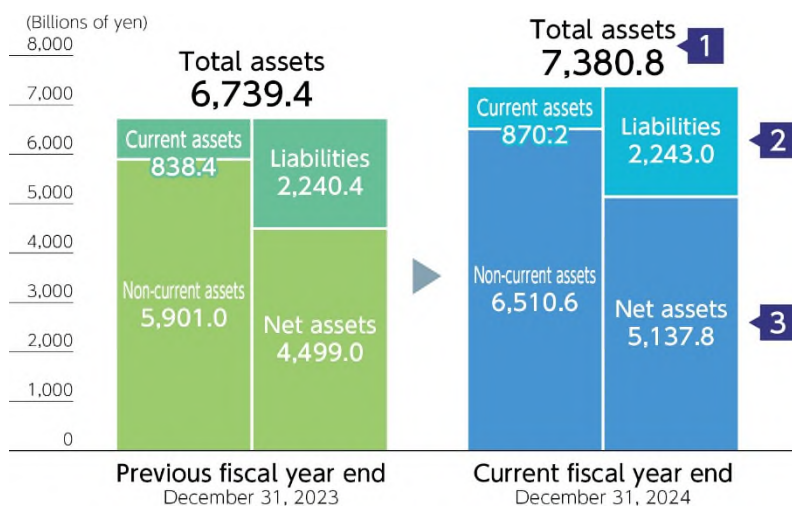 (Billions of yen)
8,000
7,000
6,000
5,000
4,000
3,000
2,000
1,000
0
Total assets
6,739.4
Current assets
838.4
Liabilities
2,240.4
Non-current assets
5,901.0
Net assets
4,499.0
Previous fiscal year end
December 31, 2023
Total assets
7,380.8
1
Current assets
870.2
Liabilities
2,243.0
2
Non-current assets
6,510.6
Net assets
5,137.8
3
Current fiscal year end
December 31, 2024